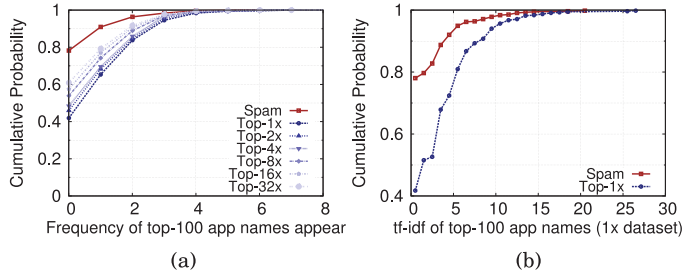 1
0.8
0.6
0.4
0.2
0
0
2
4
6
8
Cumulative Probability
Spam
Top-1x
Top-2x
Top-4x
Top-8x
Top-16x
Top-32x
Frequency of top-100 app names appear
(a)
1
0.8
0.6
0.4
0
5
10
15
20
25
30
Cumulative Probability
Spam
Top-1x
tf-idf of top-100 app names (1x dataset)
(b)